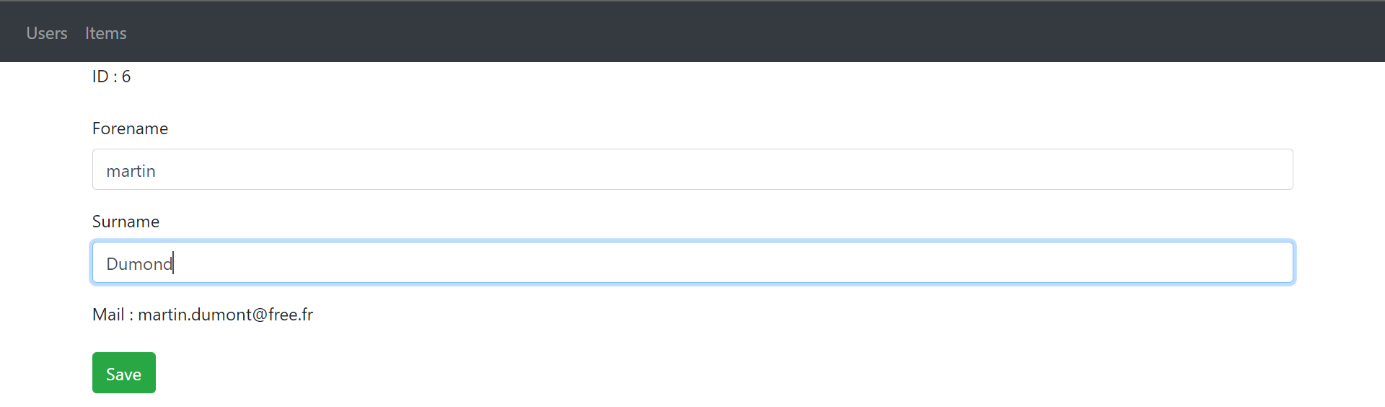 Users Items
ID : 6
Forename
martin
Surname
Dumond
Mail : martin.dumont@free.fr
Save